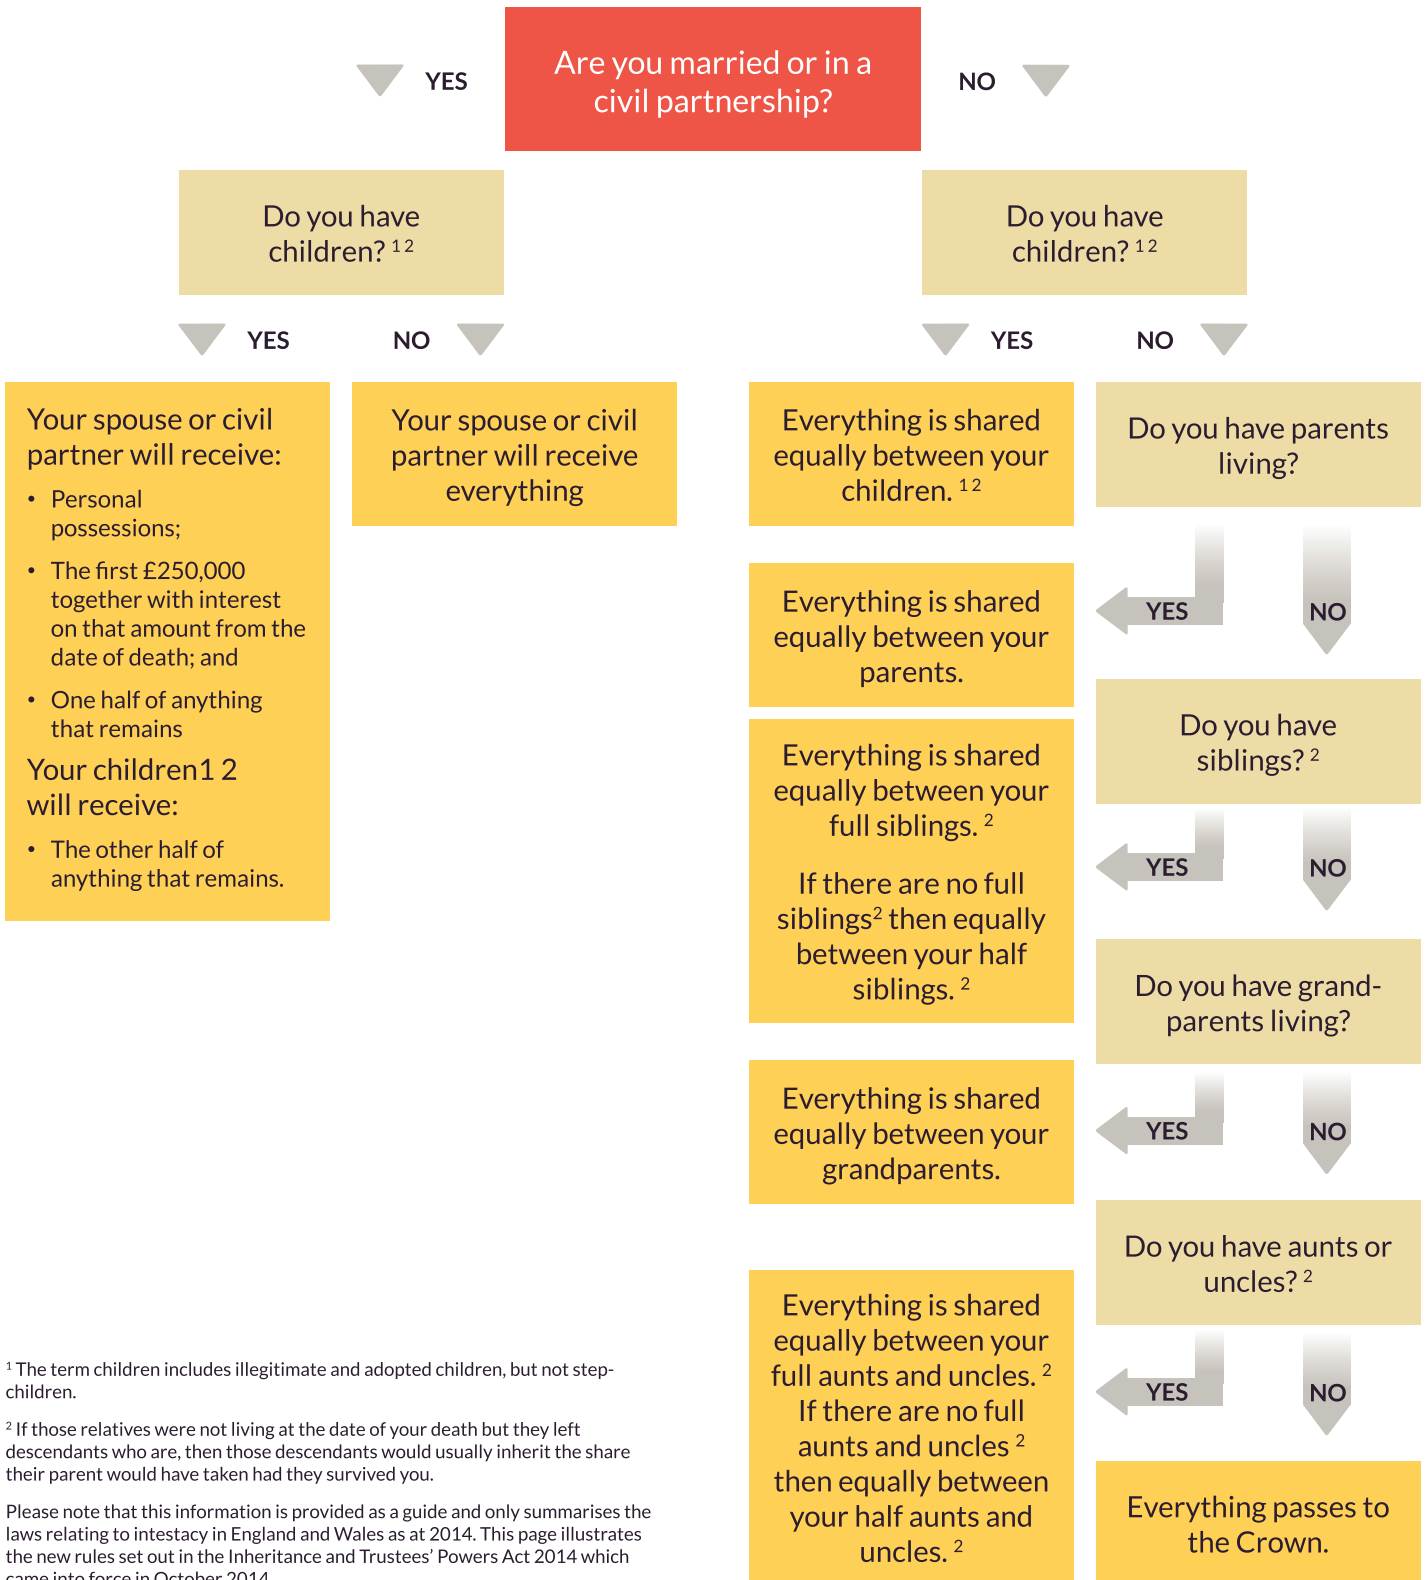 Are you married or in a
civil partnership?
YES
NO
Do you have
children? 1 2
YES
NO
Your spouse or civil
partner will receive:
• Personal
possessions;
• The first £250,000
together with interest
on that amount from the
date of death; and
• One half of anything
that remains
Your children1 2
will receive:
• The other half of
anything that remains.
Your spouse or civil
partner will receive
everything
Do you have
children? 1 2
YES
NO
Everything is shared
equally between your
children. 1 2
Do you have parents
living?
YES
NO
Everything is shared
equally between your
parents.
Do you have
siblings? 2
YES
NO
Everything is shared
equally between your
full siblings. 2
If there are no full
siblings2 then equally
between your half
siblings. 2
Do you have grand-
parents living?
YES
NO
Everything is shared
equally between your
grandparents.
Do you have aunts or
uncles? 2
YES
NO
Everything is shared
equally between your
full aunts and uncles. 2
If there are no full
aunts and uncles 2
then equally between
your half aunts and
uncles. 2
Everything passes to
the Crown.
1 The term children includes illegitimate and adopted children, but not step-
children.
2 If those relatives were not living at the date of your death but they left
descendants who are, then those descendants would usually inherit the share
their parent would have taken had they survived you.
Please note that this information is provided as a guide and only summarises the
laws relating to intestacy in England and Wales as at 2014. This page illustrates
the new rules set out in the Inheritance and Trustees' Powers Act 2014 which
came into force in October 2014